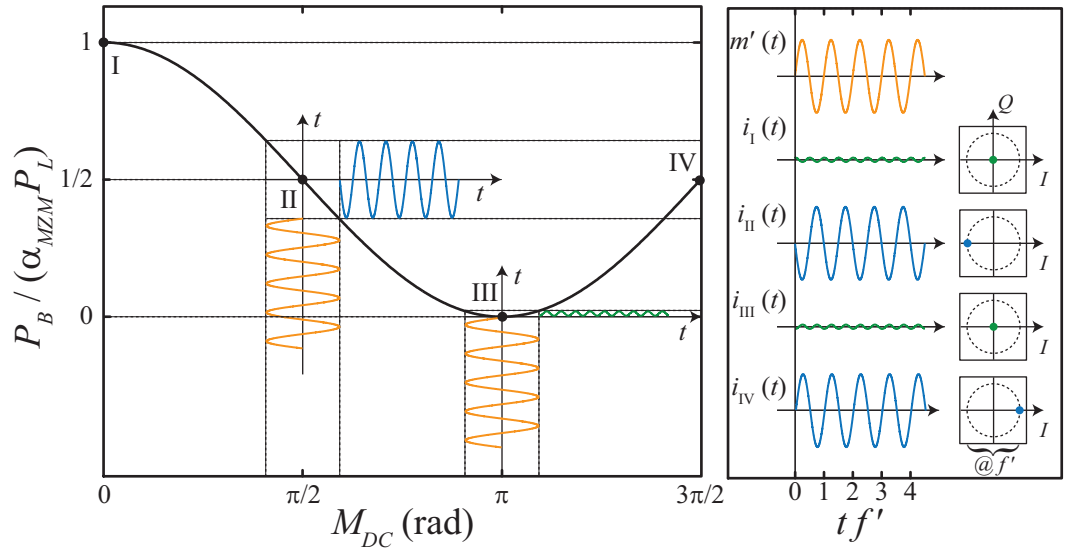 P_B / (α_MZM P_L)
1
1/2
0
I
II
III
IV
t
t
t
t
0
π/2
π
3π/2
M_DC (rad)
m′(t)
i_I(t)
i_II(t)
i_III(t)
i_IV(t)
Q
I
I
I
I
@f′
0 1 2 3 4
t f′